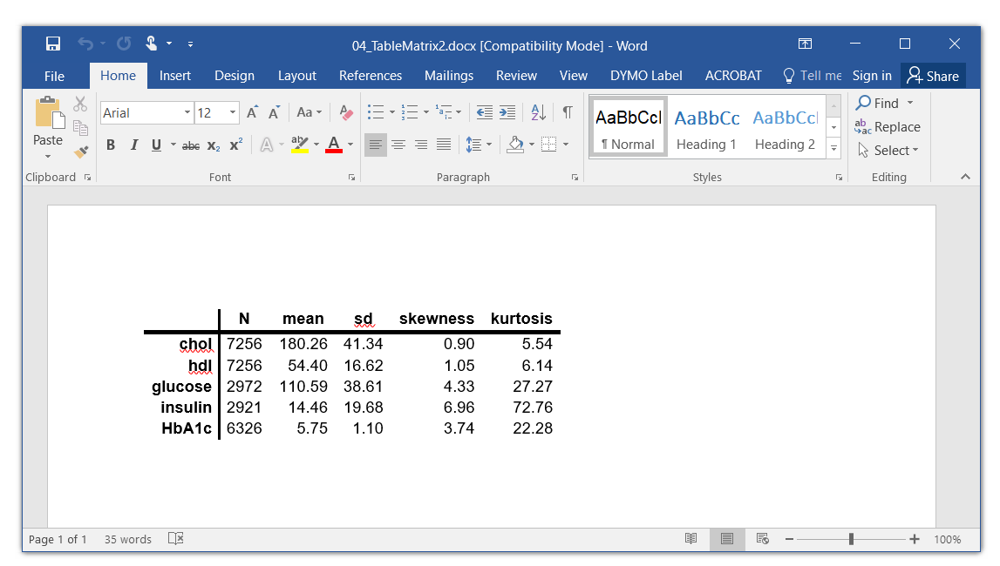 04_TableMatrix2.docx [Compatibility Mode] - Word
File Home Insert Design Layout References Mailings Review View DYMO Label ACROBAT Tell me Sign in Share
Paste Arial 12 Aa AaBbCcI AaBbCc AaBbCcI Find
Replace
B I U abc X2 X2 A aby A ¶ Normal Heading 1 Heading 2 Select
Clipboard Font Paragraph Styles Editing
N mean sd skewness kurtosis
chol 7256 180.26 41.34 0.90 5.54
hdl 7256 54.40 16.62 1.05 6.14
glucose 2972 110.59 38.61 4.33 27.27
insulin 2921 14.46 19.68 6.96 72.76
HbA1c 6326 5.75 1.10 3.74 22.28
Page 1 of 1 35 words 100%